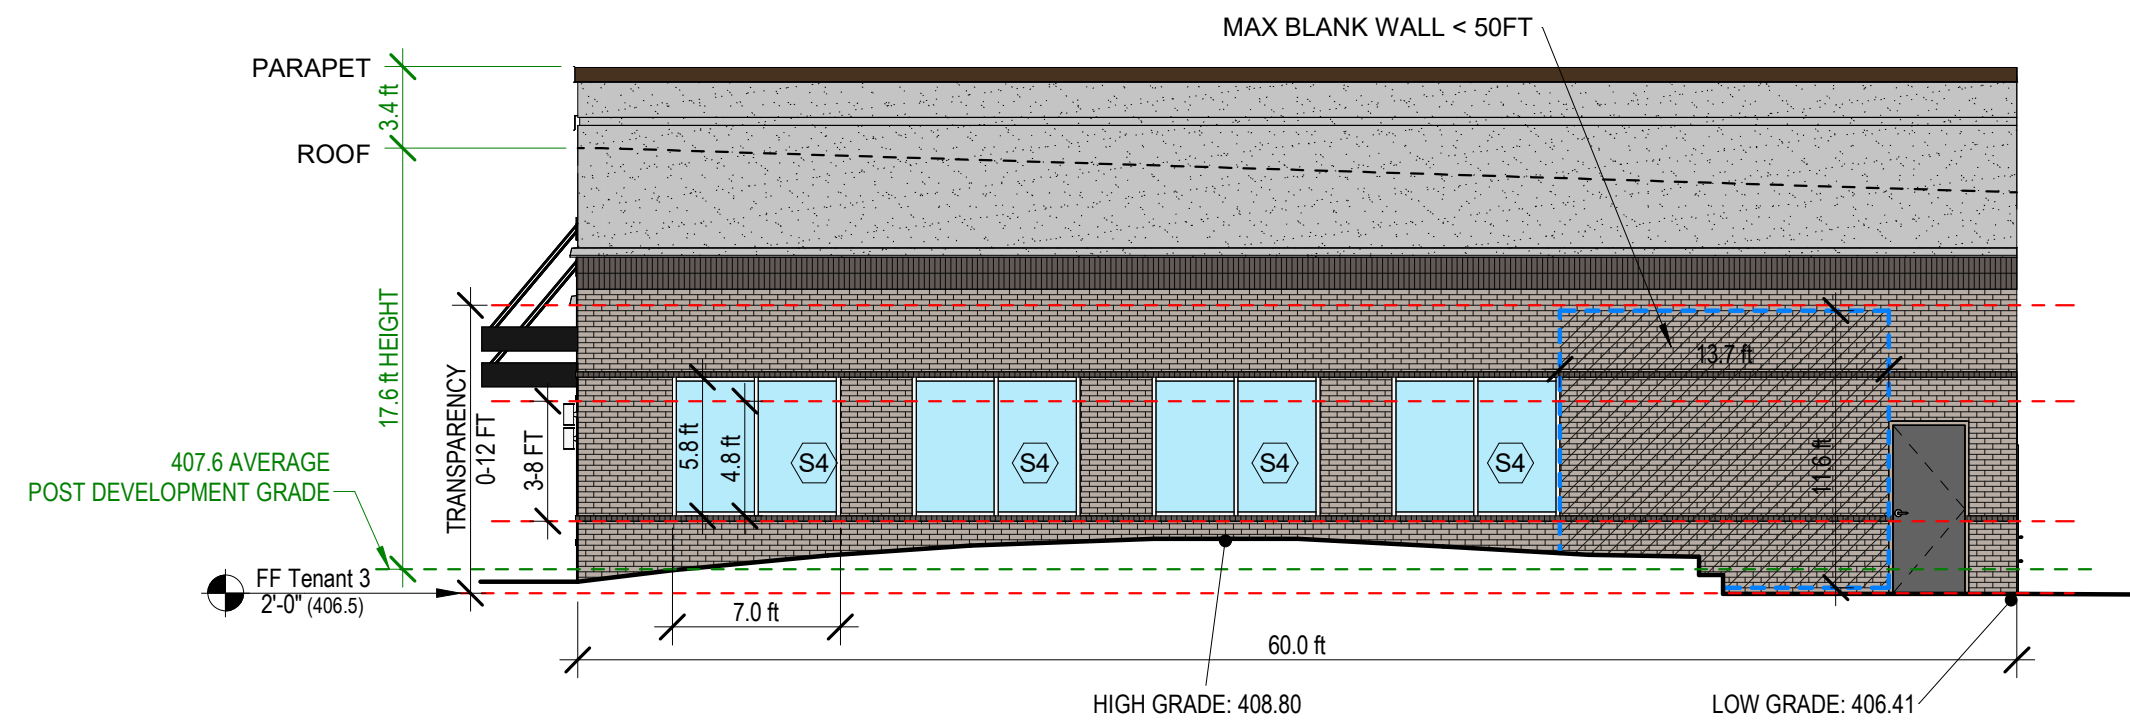 MAX BLANK WALL < 50FT
PARAPET
3.4 ft
ROOF
17.6 ft HEIGHT
TRANSPARENCY
0-12 FT
3-8 FT
5.8 ft
4.8 ft
S4
S4
S4
S4
13.7 ft
11.6 ft
407.6 AVERAGE
POST DEVELOPMENT GRADE
FF Tenant 3
2'-0" (406.5)
7.0 ft
60.0 ft
HIGH GRADE: 408.80
LOW GRADE: 406.41